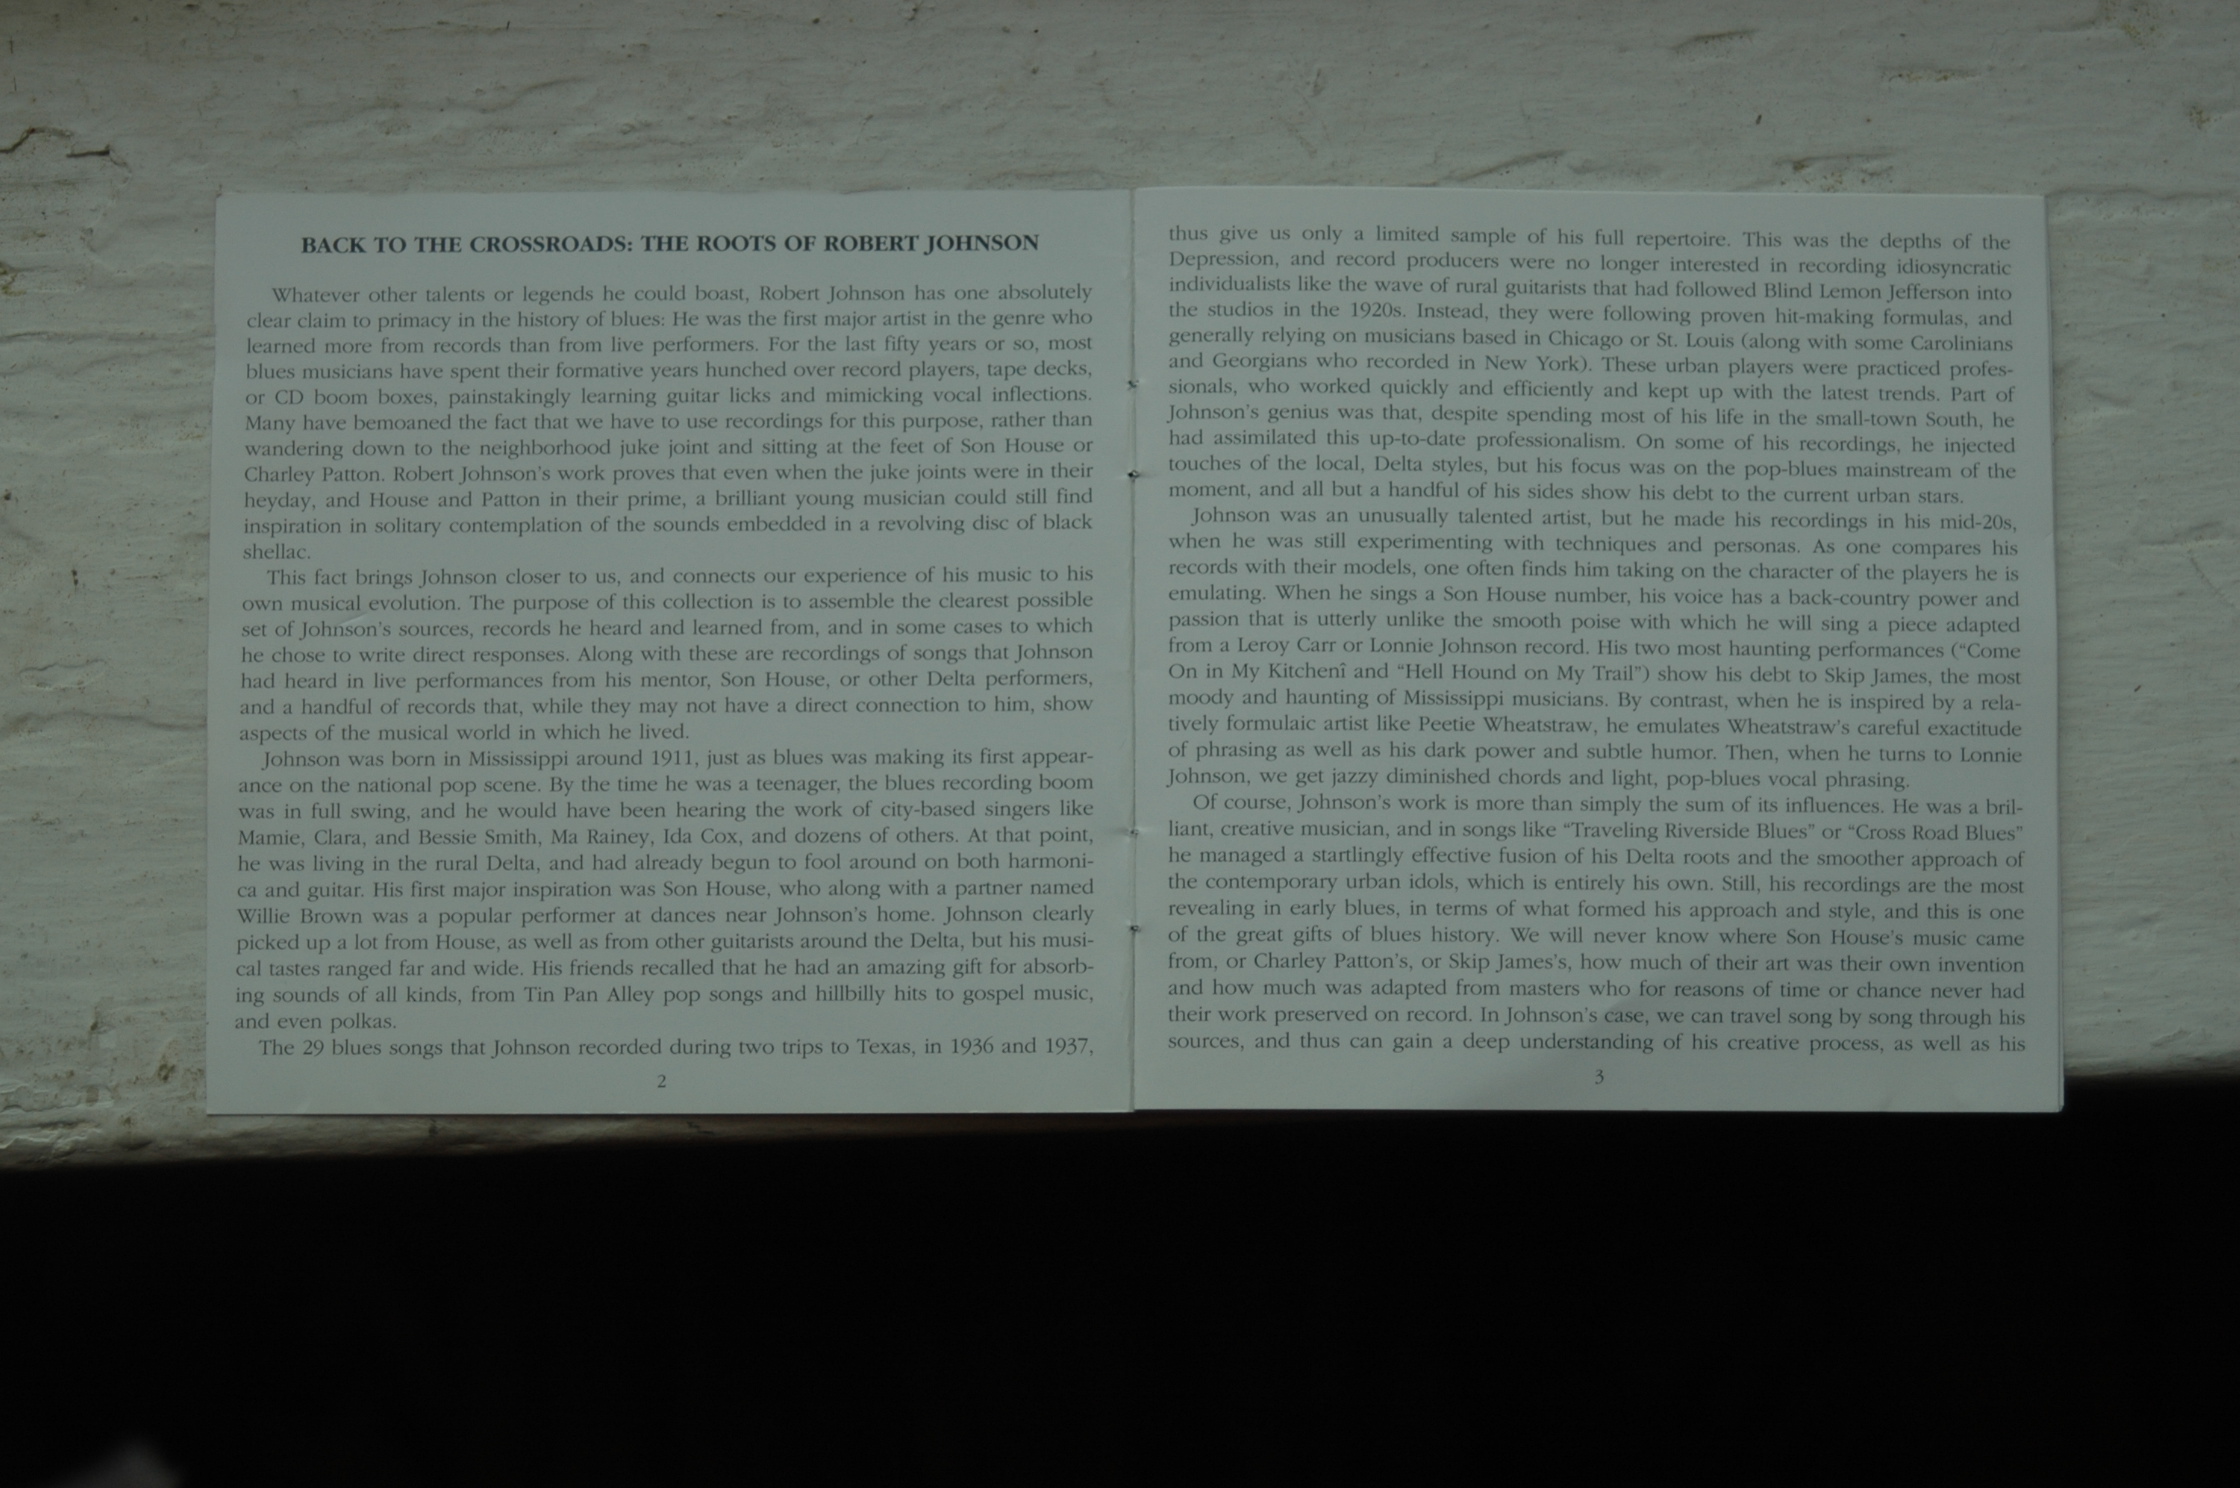 BACK TO THE CROSSROADS: THE ROOTS OF ROBERT JOHNSON
Whatever other talents or legends he could boast, Robert Johnson has one absolutely
clear claim to primacy in the history of blues: He was the first major artist in the genre who
learned more from records than from live performers. For the last fifty years or so, most
blues musicians have spent their formative years hunched over record players, tape decks,
or CD boom boxes, painstakingly learning guitar licks and mimicking vocal inflections.
Many have bemoaned the fact that we have to use recordings for this purpose, rather than
wandering down to the neighborhood juke joint and sitting at the feet of Son House or
Charley Patton. Robert Johnson's work proves that even when the juke joints were in their
heyday, and House and Patton in their prime, a brilliant young musician could still find
inspiration in solitary contemplation of the sounds embedded in a revolving disc of black
shellac.
This fact brings Johnson closer to us, and connects our experience of his music to his
own musical evolution. The purpose of this collection is to assemble the clearest possible
set of Johnson's sources, records he heard and learned from, and in some cases to which
he chose to write direct responses. Along with these are recordings of songs that Johnson
had heard in live performances from his mentor, Son House, or other Delta performers,
and a handful of records that, while they may not have a direct connection to him, show
aspects of the musical world in which he lived.
Johnson was born in Mississippi around 1911, just as blues was making its first appear-
ance on the national pop scene. By the time he was a teenager, the blues recording boom
was in full swing, and he would have been hearing the work of city-based singers like
Mamie, Clara, and Bessie Smith, Ma Rainey, Ida Cox, and dozens of others. At that point,
he was living in the rural Delta, and had already begun to fool around on both harmoni-
ca and guitar. His first major inspiration was Son House, who along with a partner named
Willie Brown was a popular performer at dances near Johnson's home. Johnson clearly
picked up a lot from House, as well as from other guitarists around the Delta, but his musi-
cal tastes ranged far and wide. His friends recalled that he had an amazing gift for absorb-
ing sounds of all kinds, from Tin Pan Alley pop songs and hillbilly hits to gospel music,
and even polkas.
The 29 blues songs that Johnson recorded during two trips to Texas, in 1936 and 1937,
2
thus give us only a limited sample of his full repertoire. This was the depths of the
Depression, and record producers were no longer interested in recording idiosyncratic
individualists like the wave of rural guitarists that had followed Blind Lemon Jefferson into
the studios in the 1920s. Instead, they were following proven hit-making formulas, and
generally relying on musicians based in Chicago or St. Louis (along with some Carolinians
and Georgians who recorded in New York). These urban players were practiced profes-
sionals, who worked quickly and efficiently and kept up with the latest trends. Part of
Johnson's genius was that, despite spending most of his life in the small-town South, he
had assimilated this up-to-date professionalism. On some of his recordings, he injected
touches of the local, Delta styles, but his focus was on the pop-blues mainstream of the
moment, and all but a handful of his sides show his debt to the current urban stars.
Johnson was an unusually talented artist, but he made his recordings in his mid-20s,
when he was still experimenting with techniques and personas. As one compares his
records with their models, one often finds him taking on the character of the players he is
emulating. When he sings a Son House number, his voice has a back-country power and
passion that is utterly unlike the smooth poise with which he will sing a piece adapted
from a Leroy Carr or Lonnie Johnson record. His two most haunting performances (“Come
On in My Kitchenî and “Hell Hound on My Trail”) show his debt to Skip James, the most
moody and haunting of Mississippi musicians. By contrast, when he is inspired by a rela-
tively formulaic artist like Peetie Wheatstraw, he emulates Wheatstraw's careful exactitude
of phrasing as well as his dark power and subtle humor. Then, when he turns to Lonnie
Johnson, we get jazzy diminished chords and light, pop-blues vocal phrasing.
Of course, Johnson's work is more than simply the sum of its influences. He was a bril-
liant, creative musician, and in songs like “Traveling Riverside Blues” or “Cross Road Blues”
he managed a startlingly effective fusion of his Delta roots and the smoother approach of
the contemporary urban idols, which is entirely his own. Still, his recordings are the most
revealing in early blues, in terms of what formed his approach and style, and this is one
of the great gifts of blues history. We will never know where Son House's music came
from, or Charley Patton's, or Skip James's, how much of their art was their own invention
and how much was adapted from masters who for reasons of time or chance never had
their work preserved on record. In Johnson's case, we can travel song by song through his
sources, and thus can gain a deep understanding of his creative process, as well as his
3